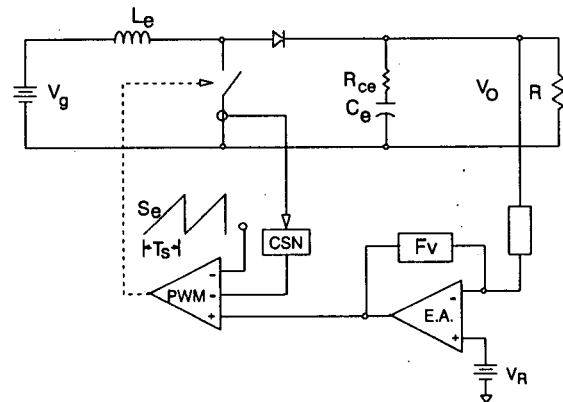 Le
Vg
Rce
Ce
Vo
R
Se
Ts
CSN
Fv
PWM
-
-
+
E.A.
-
+
VR